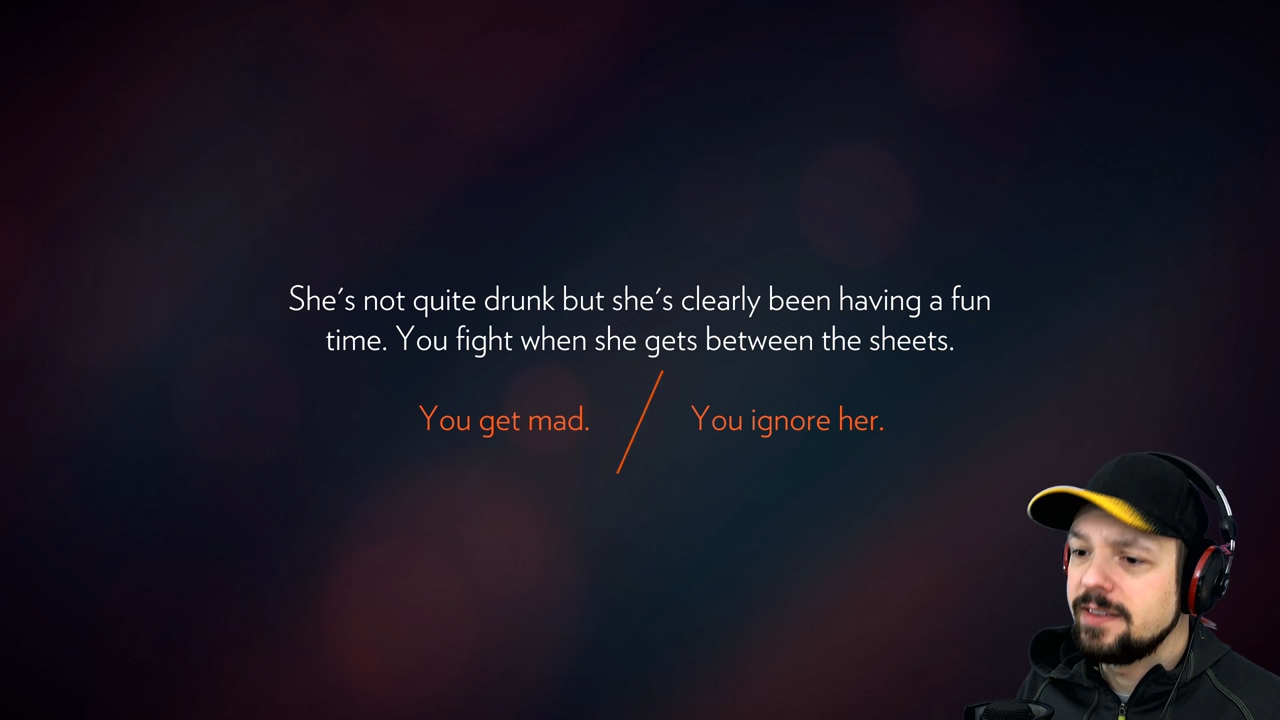 She's not quite drunk but she's clearly been having a fun
time. You fight when she gets between the sheets.
You get mad. / You ignore her.